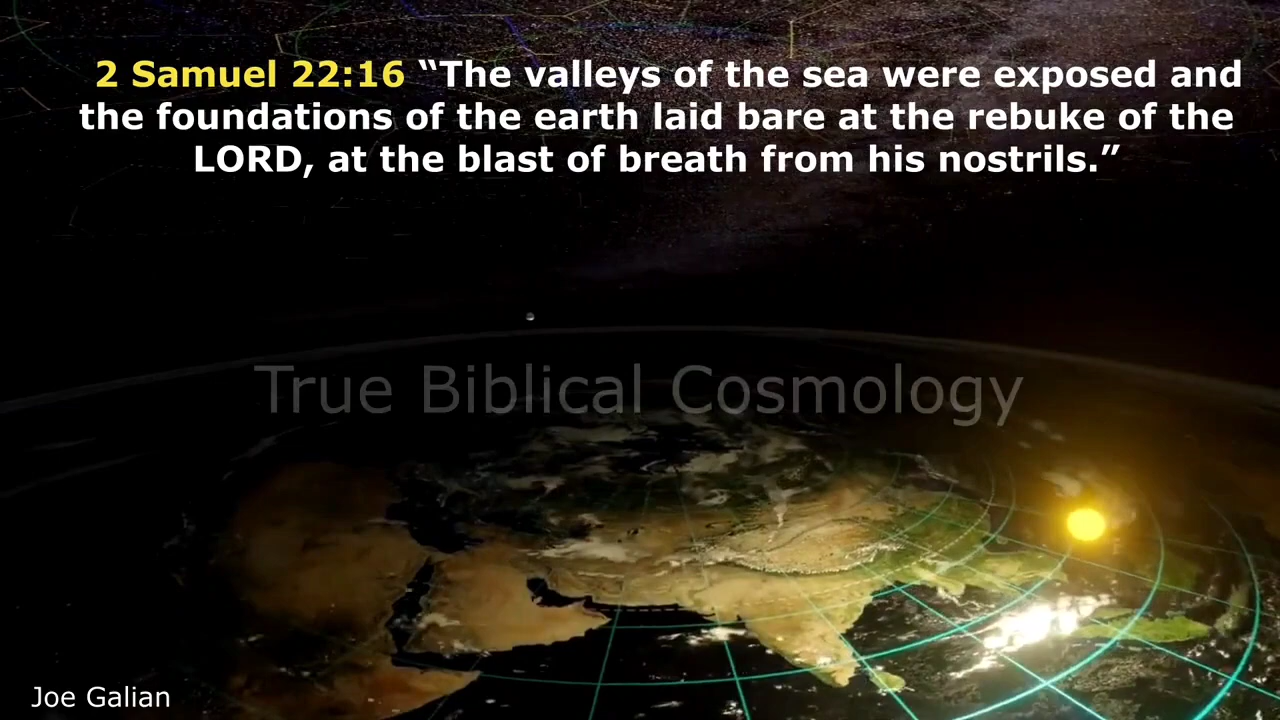 2 Samuel 22:16 “The valleys of the sea were exposed and
the foundations of the earth laid bare at the rebuke of the
LORD, at the blast of breath from his nostrils.”
True Biblical Cosmology
Joe Galian